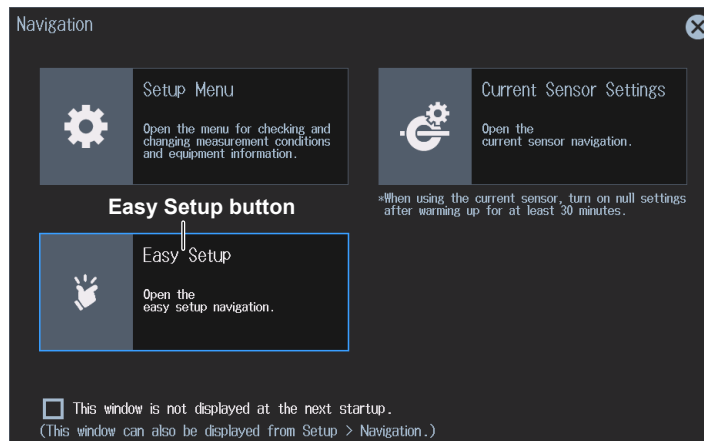 Navigation
Setup Menu
Open the menu for checking and
changing measurement conditions
and equipment information.
Current Sensor Settings
Open the
current sensor navigation.
*When using the current sensor, turn on null settings
after warming up for at least 30 minutes.
Easy Setup button
Easy Setup
Open the
easy setup navigation.
This window is not displayed at the next startup.
(This window can also be displayed from Setup > Navigation.)